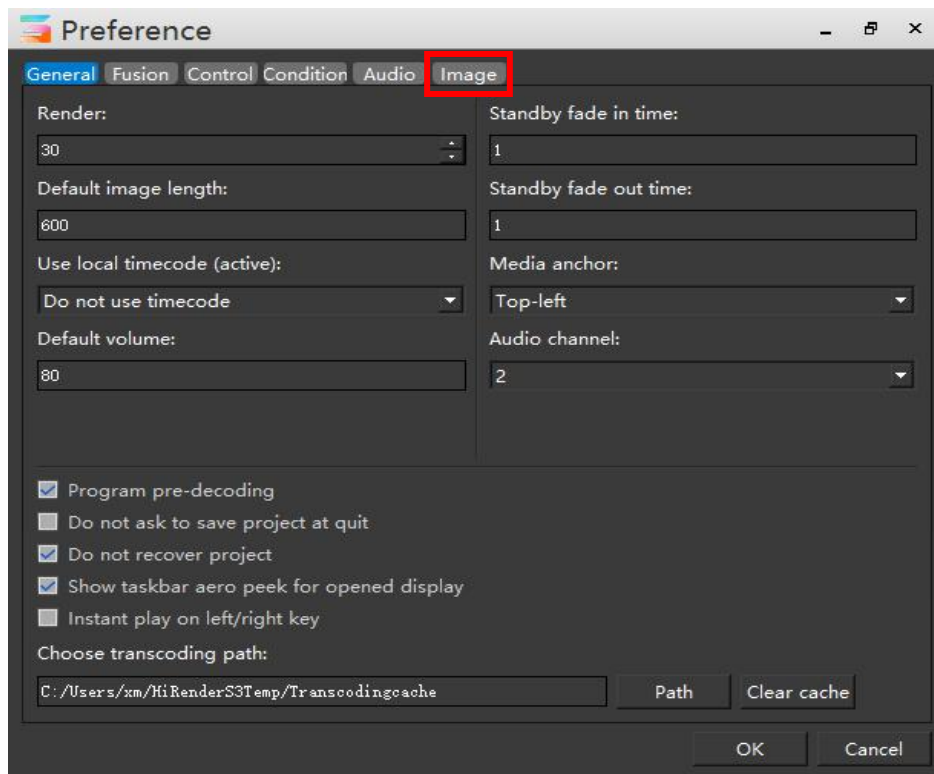 Preference
General Fusion Control Condition Audio Image
Render:
30
Default image length:
600
Use local timecode (active):
Do not use timecode
Default volume:
80
Standby fade in time:
1
Standby fade out time:
1
Media anchor:
Top-left
Audio channel:
2
Program pre-decoding
Do not ask to save project at quit
Do not recover project
Show taskbar aero peek for opened display
Instant play on left/right key
Choose transcoding path:
C:/Users/xm/HiRenderS3Temp/Transcodingcache Path Clear cache
OK Cancel